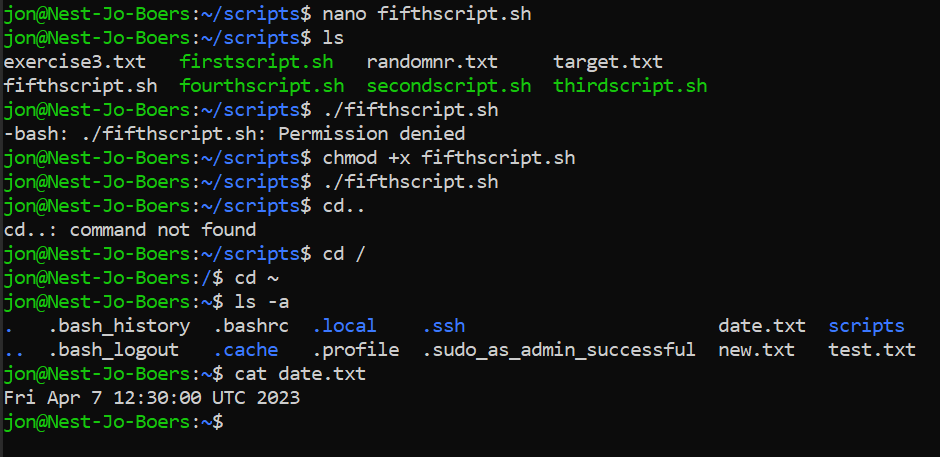 jon@Nest-Jo-Boers:~/scripts$ nano fifthscript.sh
jon@Nest-Jo-Boers:~/scripts$ ls
exercise3.txt  firstscript.sh   randomnr.txt     target.txt
fifthscript.sh  fourthscript.sh  secondscript.sh  thirdscript.sh
jon@Nest-Jo-Boers:~/scripts$ ./fifthscript.sh
-bash: ./fifthscript.sh: Permission denied
jon@Nest-Jo-Boers:~/scripts$ chmod +x fifthscript.sh
jon@Nest-Jo-Boers:~/scripts$ ./fifthscript.sh
jon@Nest-Jo-Boers:~/scripts$ cd..
cd..: command not found
jon@Nest-Jo-Boers:~/scripts$ cd /
jon@Nest-Jo-Boers:/$ cd ~
jon@Nest-Jo-Boers:~$ ls -a
.   .bash_history  .bashrc  .local    .ssh                       date.txt  scripts
..  .bash_logout   .cache   .profile  .sudo_as_admin_successful  new.txt   test.txt
jon@Nest-Jo-Boers:~$ cat date.txt
Fri Apr 7 12:30:00 UTC 2023
jon@Nest-Jo-Boers:~$